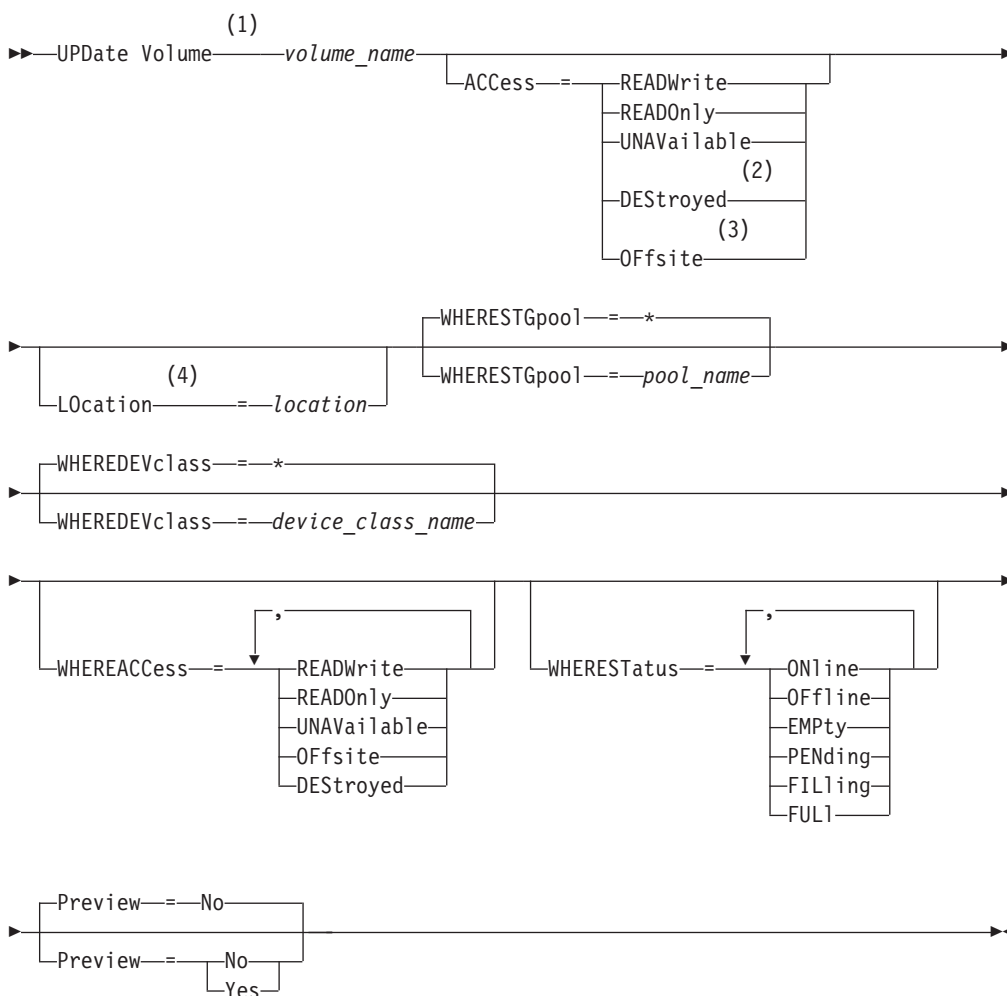 (1)
UPDate Volume volume_name
ACCess = READWrite
READOnly
UNAVailable
(2)
DEStroyed
(3)
OFfsite
WHERESTGpool = *
(4)
LOcation = location
WHERESTGpool = pool_name
WHEREDEVclass = *
WHEREDEVclass = device_class_name
, ,
WHEREACCess = READWrite WHERESTatus = ONline
READOnly OFfline
UNAVailable EMPty
OFfsite PENding
DEStroyed FILling
FULl
Preview = No
Preview = No
Yes